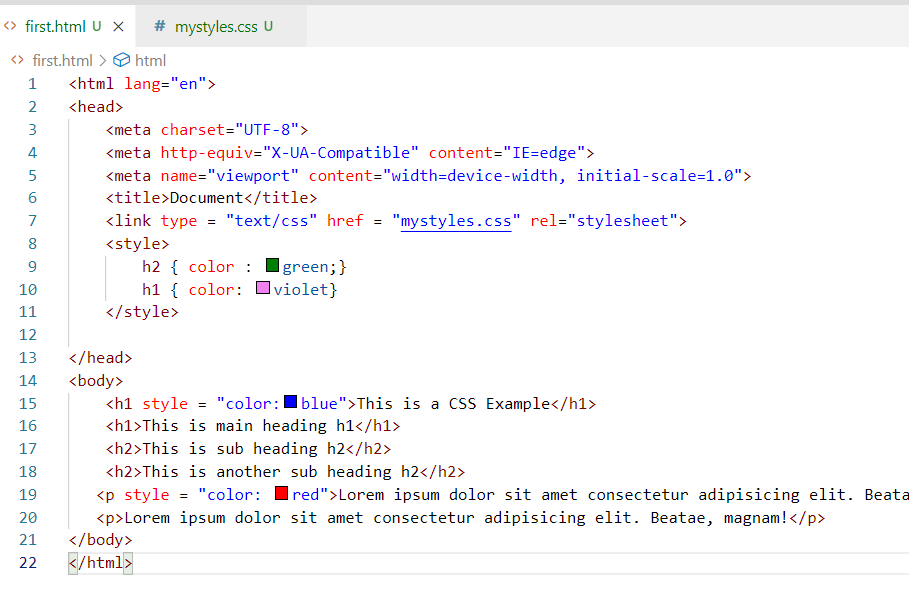 first.html U
# mystyles.css U
first.html > html
1 <html lang="en">
2 <head>
3 <meta charset="UTF-8">
4 <meta http-equiv="X-UA-Compatible" content="IE=edge">
5 <meta name="viewport" content="width=device-width, initial-scale=1.0">
6 <title>Document</title>
7 <link type = "text/css" href = "mystyles.css" rel="stylesheet">
8 <style>
9 h2 { color : green;}
10 h1 { color: violet}
11 </style>
12
13 </head>
14 <body>
15 <h1 style = "color:blue">This is a CSS Example</h1>
16 <h1>This is main heading h1</h1>
17 <h2>This is sub heading h2</h2>
18 <h2>This is another sub heading h2</h2>
19 <p style = "color: red">Lorem ipsum dolor sit amet consectetur adipisicing elit. Beata
20 <p>Lorem ipsum dolor sit amet consectetur adipisicing elit. Beatae, magnam!</p>
21 </body>
22 </html>